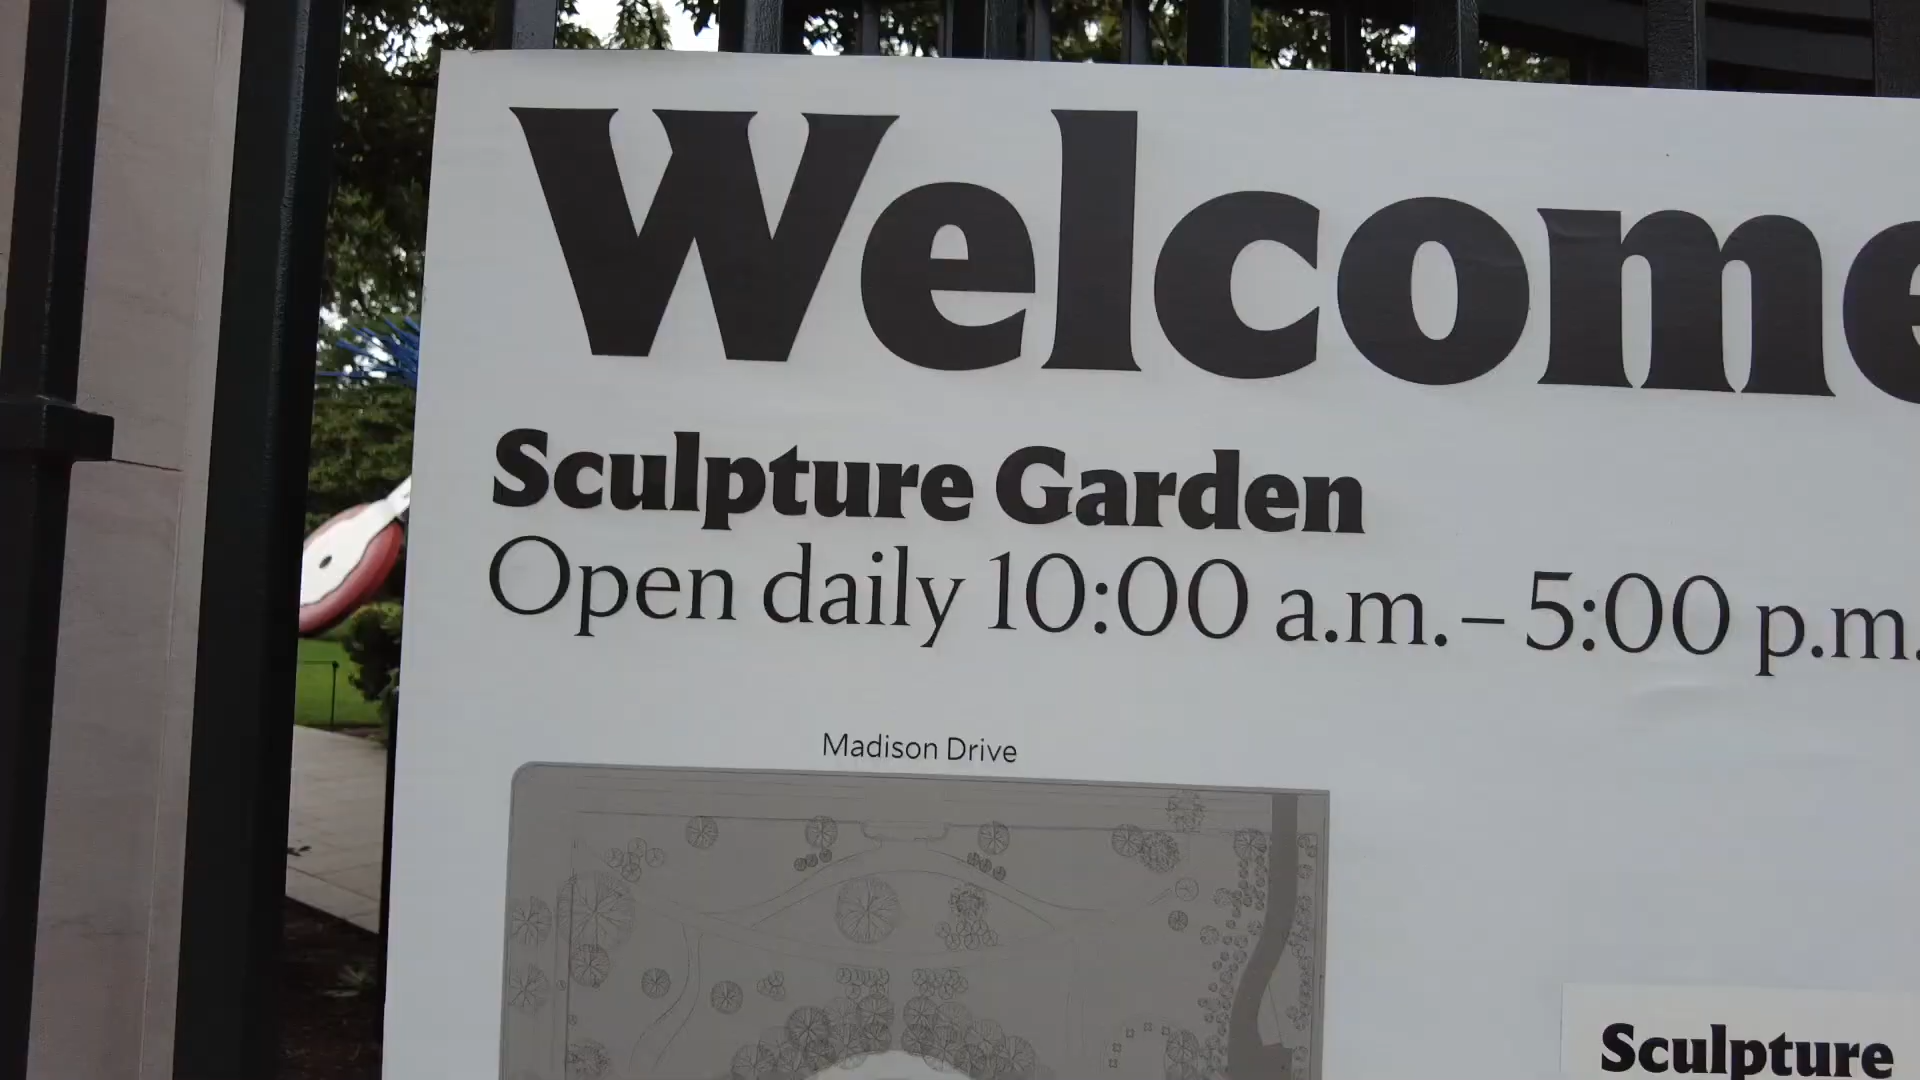 Welcome
Sculpture Garden
Open daily 10:00 a.m. – 5:00 p.m.
Madison Drive
Sculpture